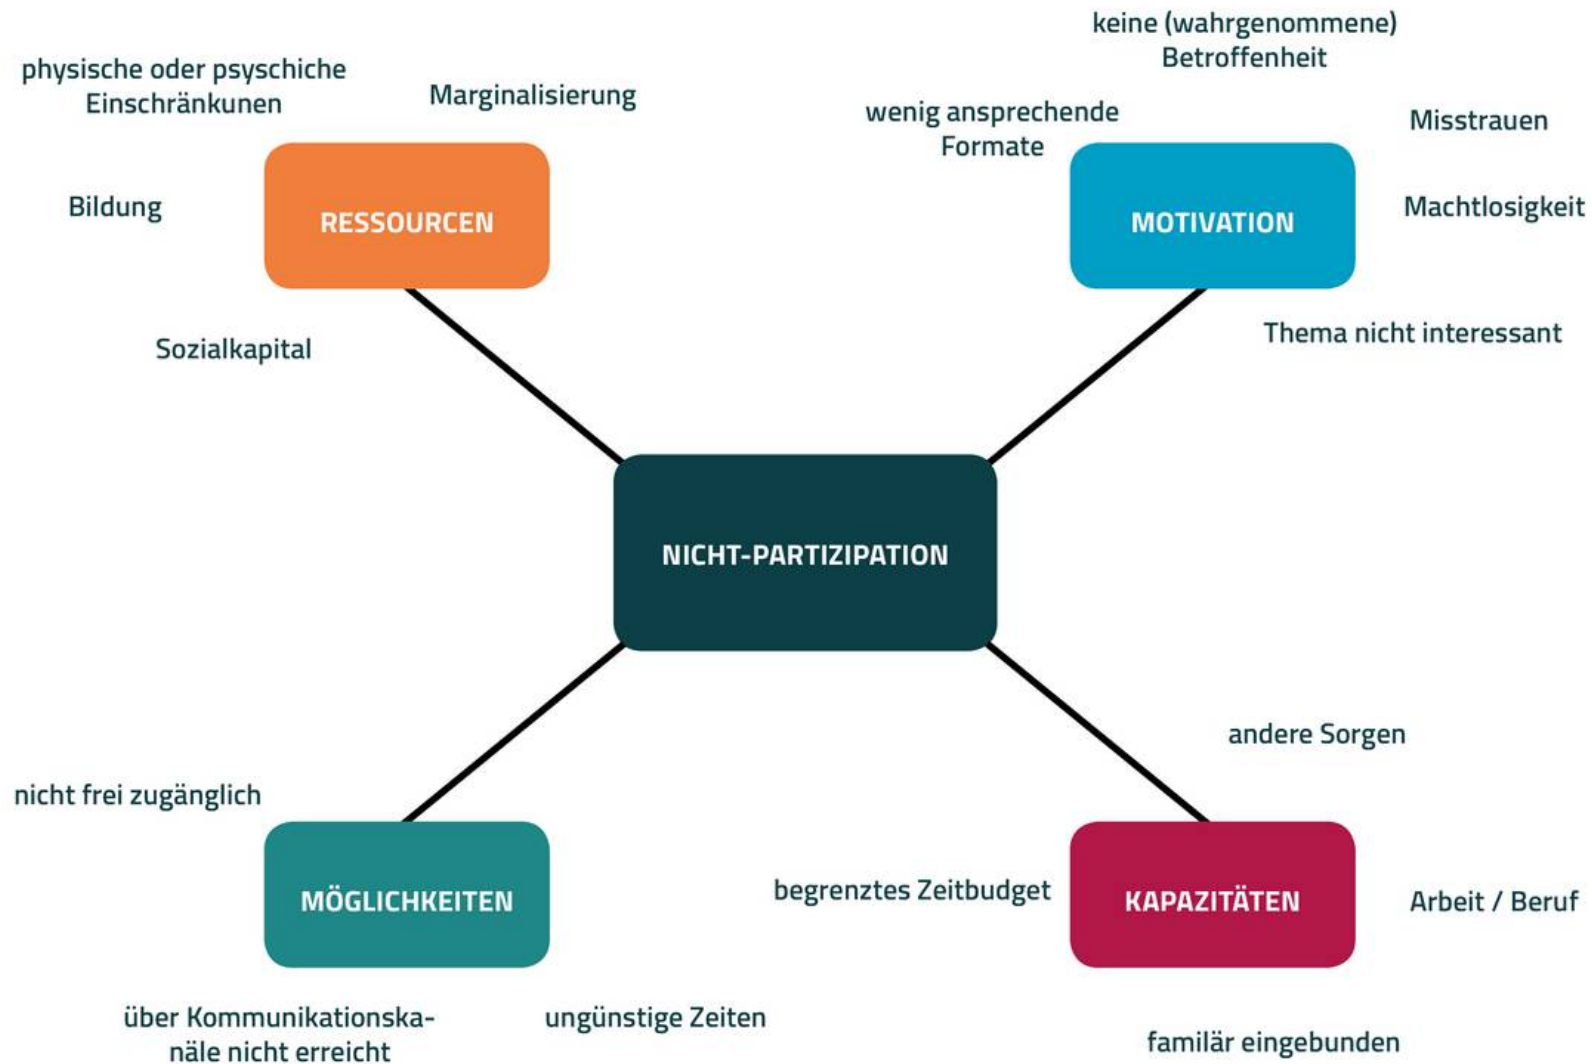 keine (wahrgenommene)
Betroffenheit
physische oder psyschiche
Einschränkunen
Marginalisierung
wenig ansprechende
Formate
Misstrauen
Bildung
RESSOURCEN
MOTIVATION
Machtlosigkeit
Sozialkapital
Thema nicht interessant
NICHT-PARTIZIPATION
andere Sorgen
nicht frei zugänglich
MÖGLICHKEITEN
begrenztes Zeitbudget
KAPAZITÄTEN
Arbeit / Beruf
über Kommunikationska-
näle nicht erreicht
ungünstige Zeiten
familär eingebunden